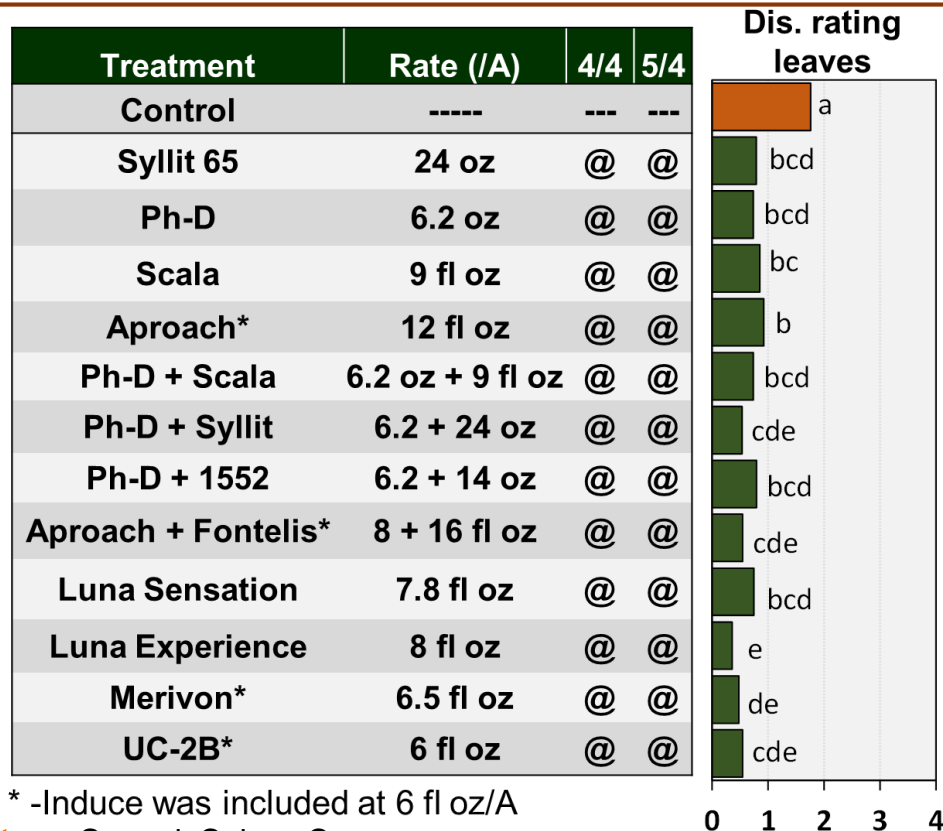 Dis. rating
leaves
Treatment Rate (/A) 4/4 5/4
Control ----- --- --- a
Syllit 65 24 oz @ @ bcd
Ph-D 6.2 oz @ @ bcd
Scala 9 fl oz @ @ bc
Aproach* 12 fl oz @ @ b
Ph-D + Scala 6.2 oz + 9 fl oz @ @ bcd
Ph-D + Syllit 6.2 + 24 oz @ @ cde
Ph-D + 1552 6.2 + 14 oz @ @ bcd
Aproach + Fontelis* 8 + 16 fl oz @ @ cde
Luna Sensation 7.8 fl oz @ @ bcd
Luna Experience 8 fl oz @ @ e
Merivon* 6.5 fl oz @ @ de
UC-2B* 6 fl oz @ @ cde
0 1 2 3 4
* -Induce was included at 6 fl oz/A